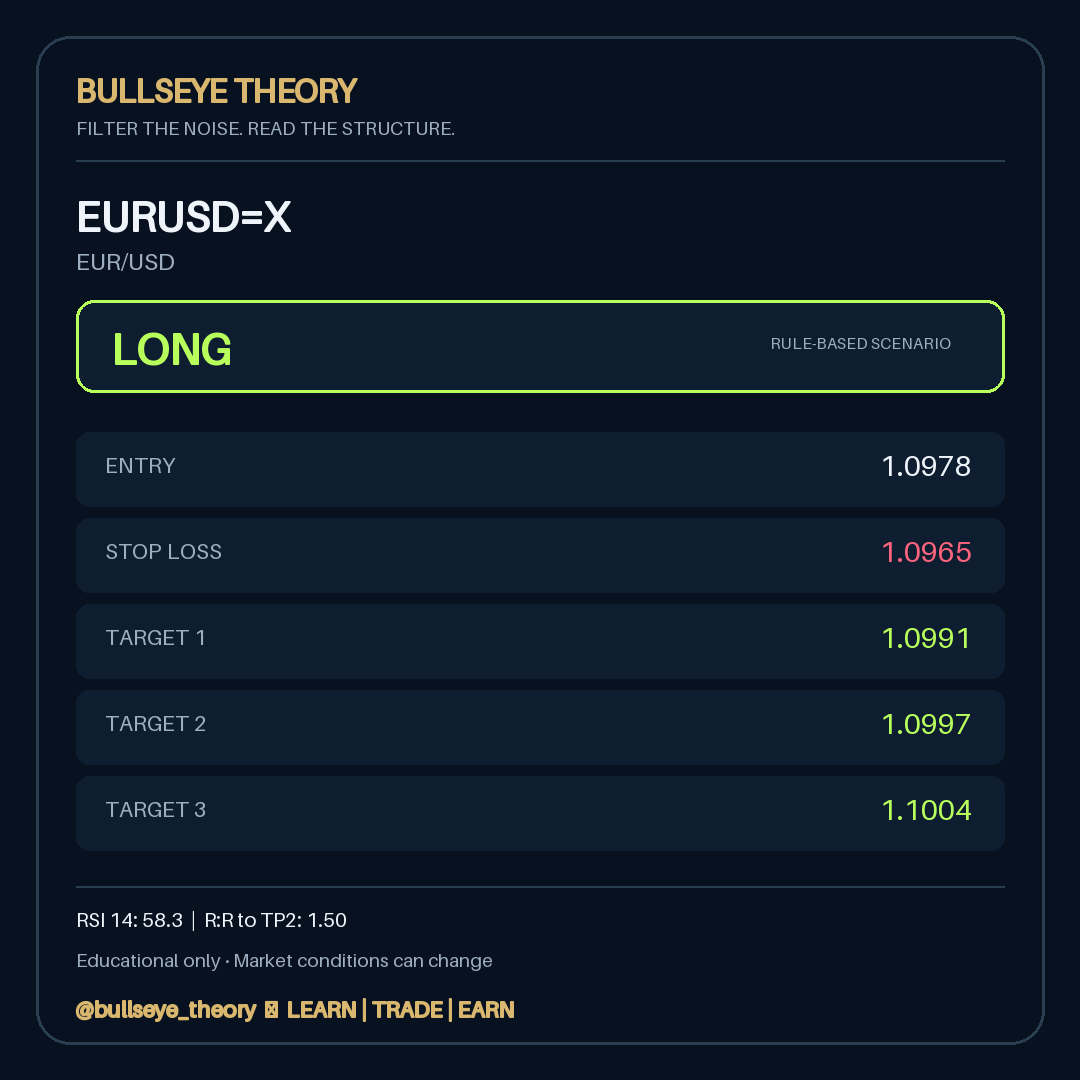 BULLSEYE THEORY
FILTER THE NOISE. READ THE STRUCTURE.
EURUSD=X
EUR/USD
LONG
RULE-BASED SCENARIO
ENTRY 1.0978
STOP LOSS 1.0965
TARGET 1 1.0991
TARGET 2 1.0997
TARGET 3 1.1004
RSI 14: 58.3 | R:R to TP2: 1.50
Educational only · Market conditions can change
@bullseye_theory LEARN | TRADE | EARN